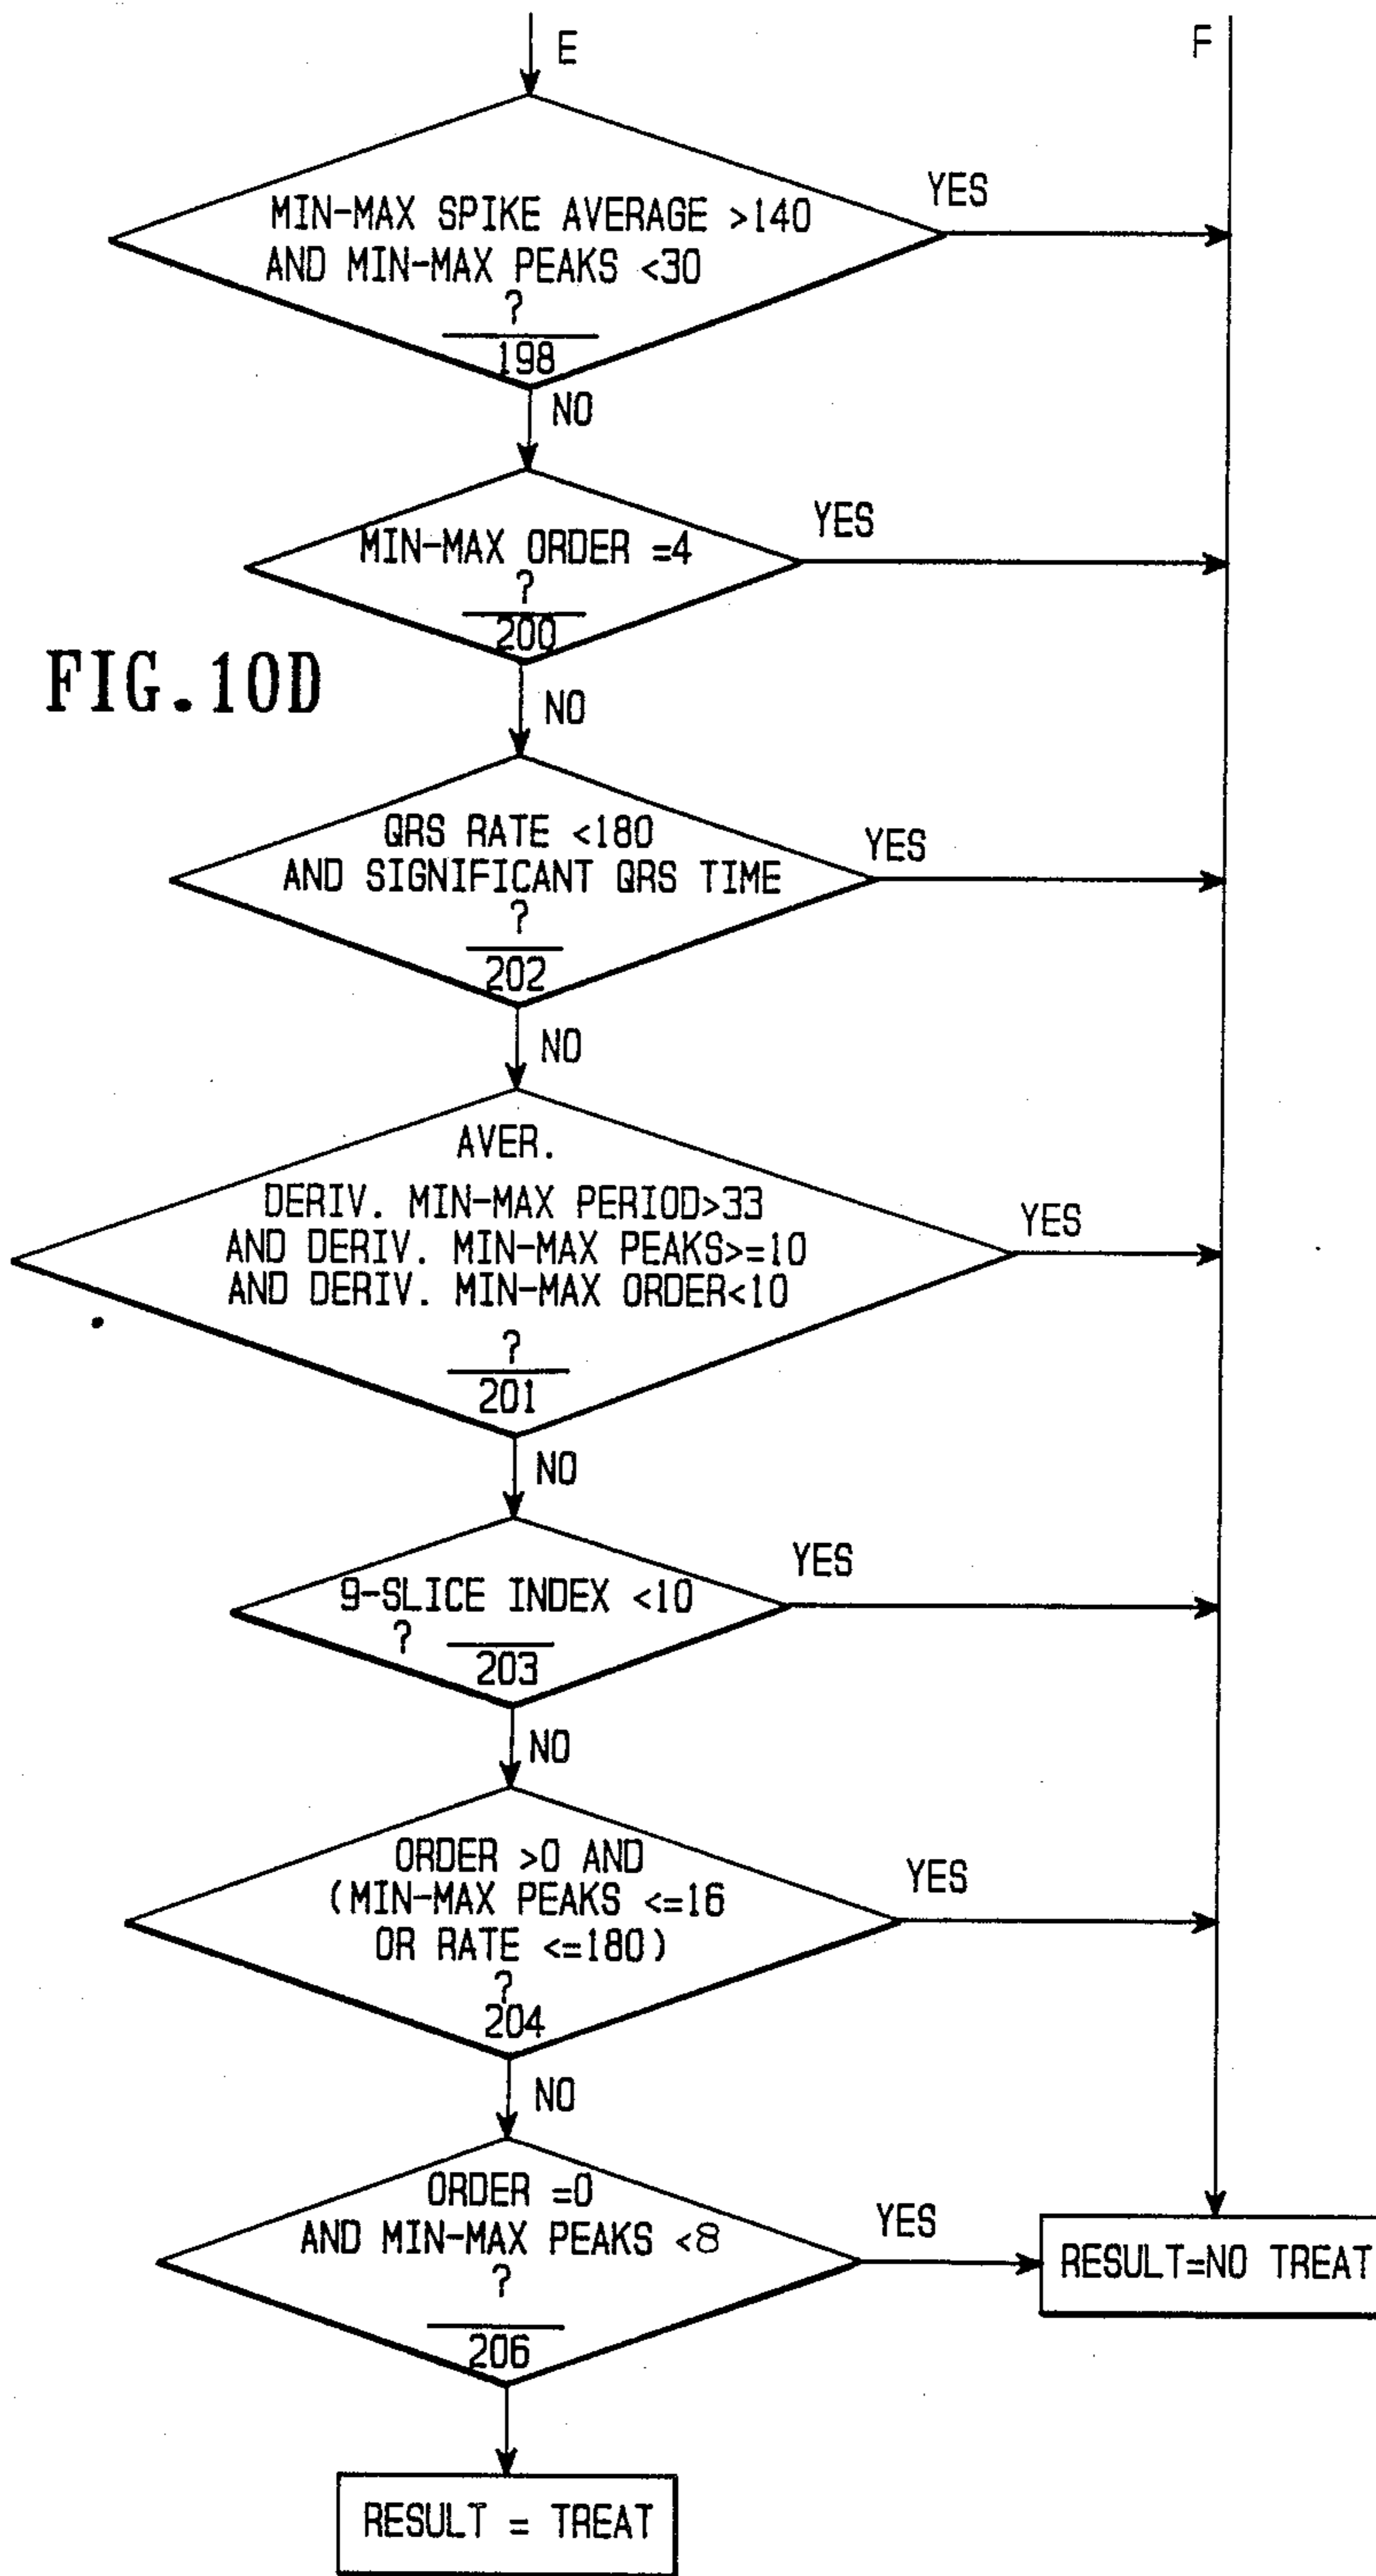 E
F
MIN-MAX SPIKE AVERAGE >140
YES
AND MIN-MAX PEAKS <30
?
198
NO
MIN-MAX ORDER =4
YES
?
200
FIG.10D
NO
QRS RATE <180
YES
AND SIGNIFICANT QRS TIME
?
202
NO
AVER.
DERIV. MIN-MAX PERIOD>33
YES
AND DERIV. MIN-MAX PEAKS>=10
AND DERIV. MIN-MAX ORDER<10
?
201
NO
9-SLICE INDEX <10
YES
?
203
NO
ORDER >0 AND
YES
(MIN-MAX PEAKS <=16
OR RATE <=180)
?
204
NO
ORDER =0
YES
AND MIN-MAX PEAKS <8
?
206
RESULT=NO TREAT
RESULT = TREAT